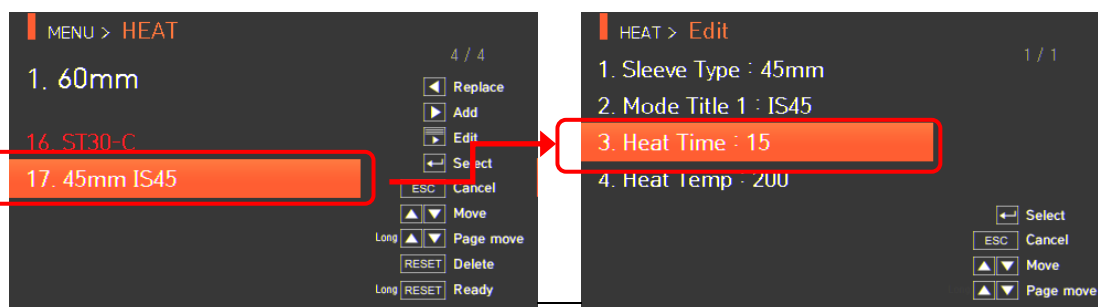 MENU > HEAT
4 / 4
1. 60mm
Replace
Add
16. ST30-C
Edit
Select
17. 45mm IS45
ESC Cancel
Move
Long Page move
RESET Delete
Long RESET Ready
HEAT > Edit
1 / 1
1. Sleeve Type : 45mm
2. Mode Title 1 : IS45
3. Heat Time : 15
4. Heat Temp : 200
Select
ESC Cancel
Move
Page move